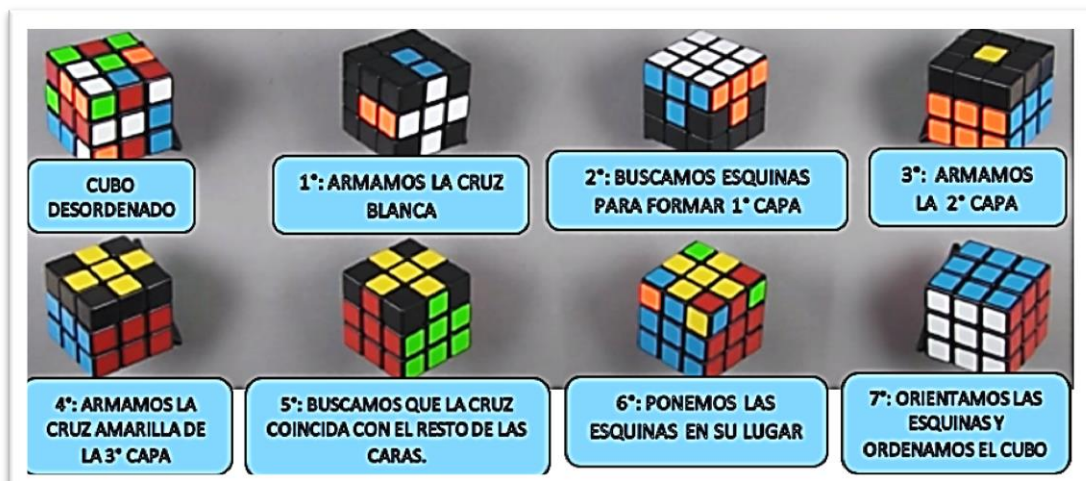 CUBO
DESORDENADO
1°: ARMAMOS LA CRUZ
BLANCA
2°: BUSCAMOS ESQUINAS
PARA FORMAR 1° CAPA
3°: ARMAMOS
LA 2° CAPA
4°: ARMAMOS LA
CRUZ AMARILLA DE
LA 3° CAPA
5°: BUSCAMOS QUE LA CRUZ
COINCIDA CON EL RESTO DE LAS
CARAS.
6°: PONEMOS LAS
ESQUINAS EN SU LUGAR
7°: ORIENTAMOS LAS
ESQUINAS Y
ORDENAMOS EL CUBO